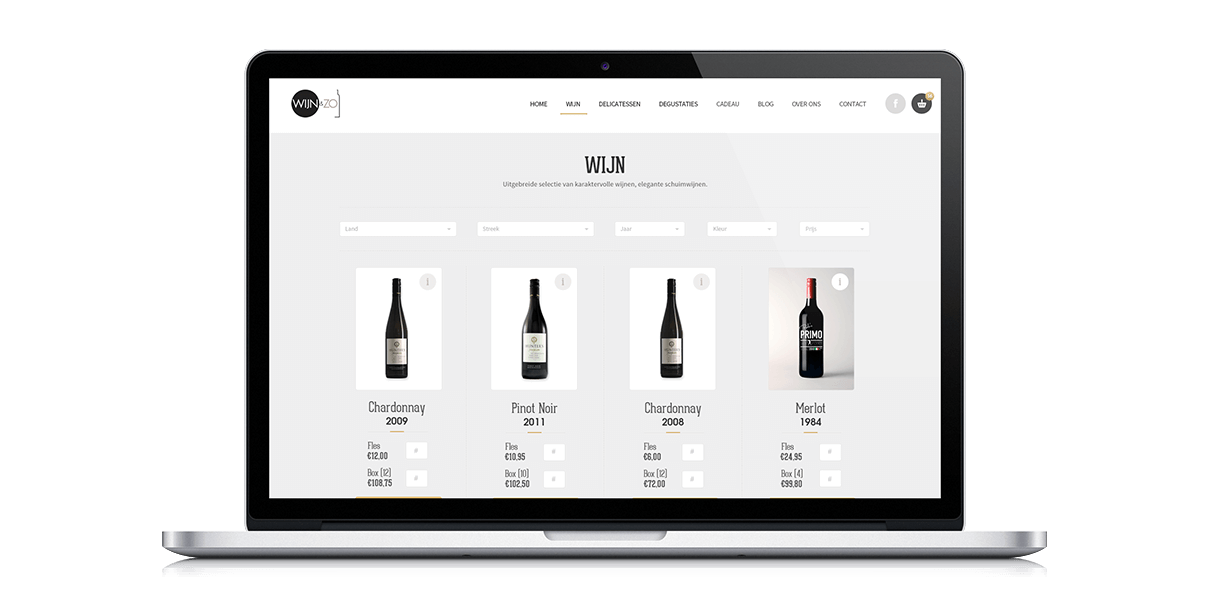 WIJN&ZO
HOME WIJN DELICATESSEN DEGUSTATIES CADEAU BLOG OVER ONS CONTACT
f
WIJN
Uitgebreide selectie van karaktervolle wijnen, elegante schuimwijnen.
Land Streek Jaar Kleur Prijs
i i i i
PRIMO
Chardonnay Pinot Noir Chardonnay Merlot
2009 2011 2008 1984
Fles # Fles # Fles # Fles #
€12,00 €10,95 €6,00 €24,95
Box [12] # Box [10] # Box [12] # Box [4] #
€108,75 €102,50 €72,00 €99,80